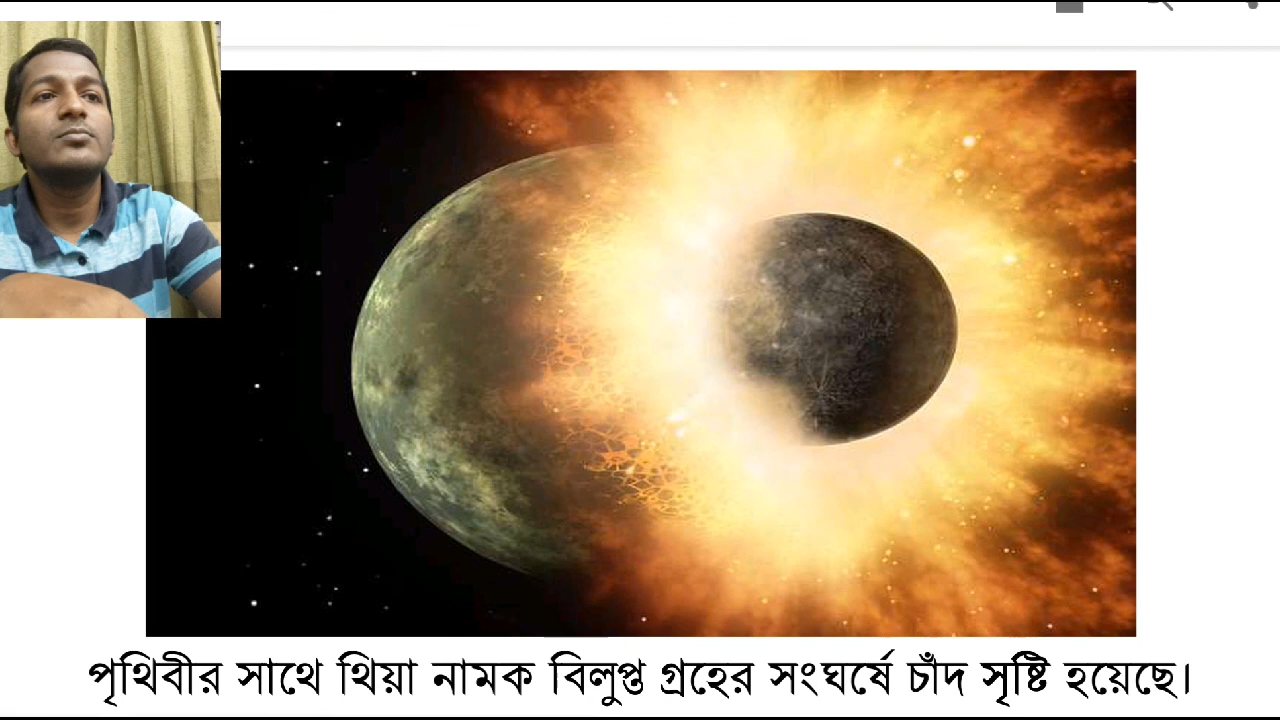 পৃথিবীর সাথে থিয়া নামক বিলুপ্ত গ্রহের সংঘর্ষে চাঁদ সৃষ্টি হয়েছে।